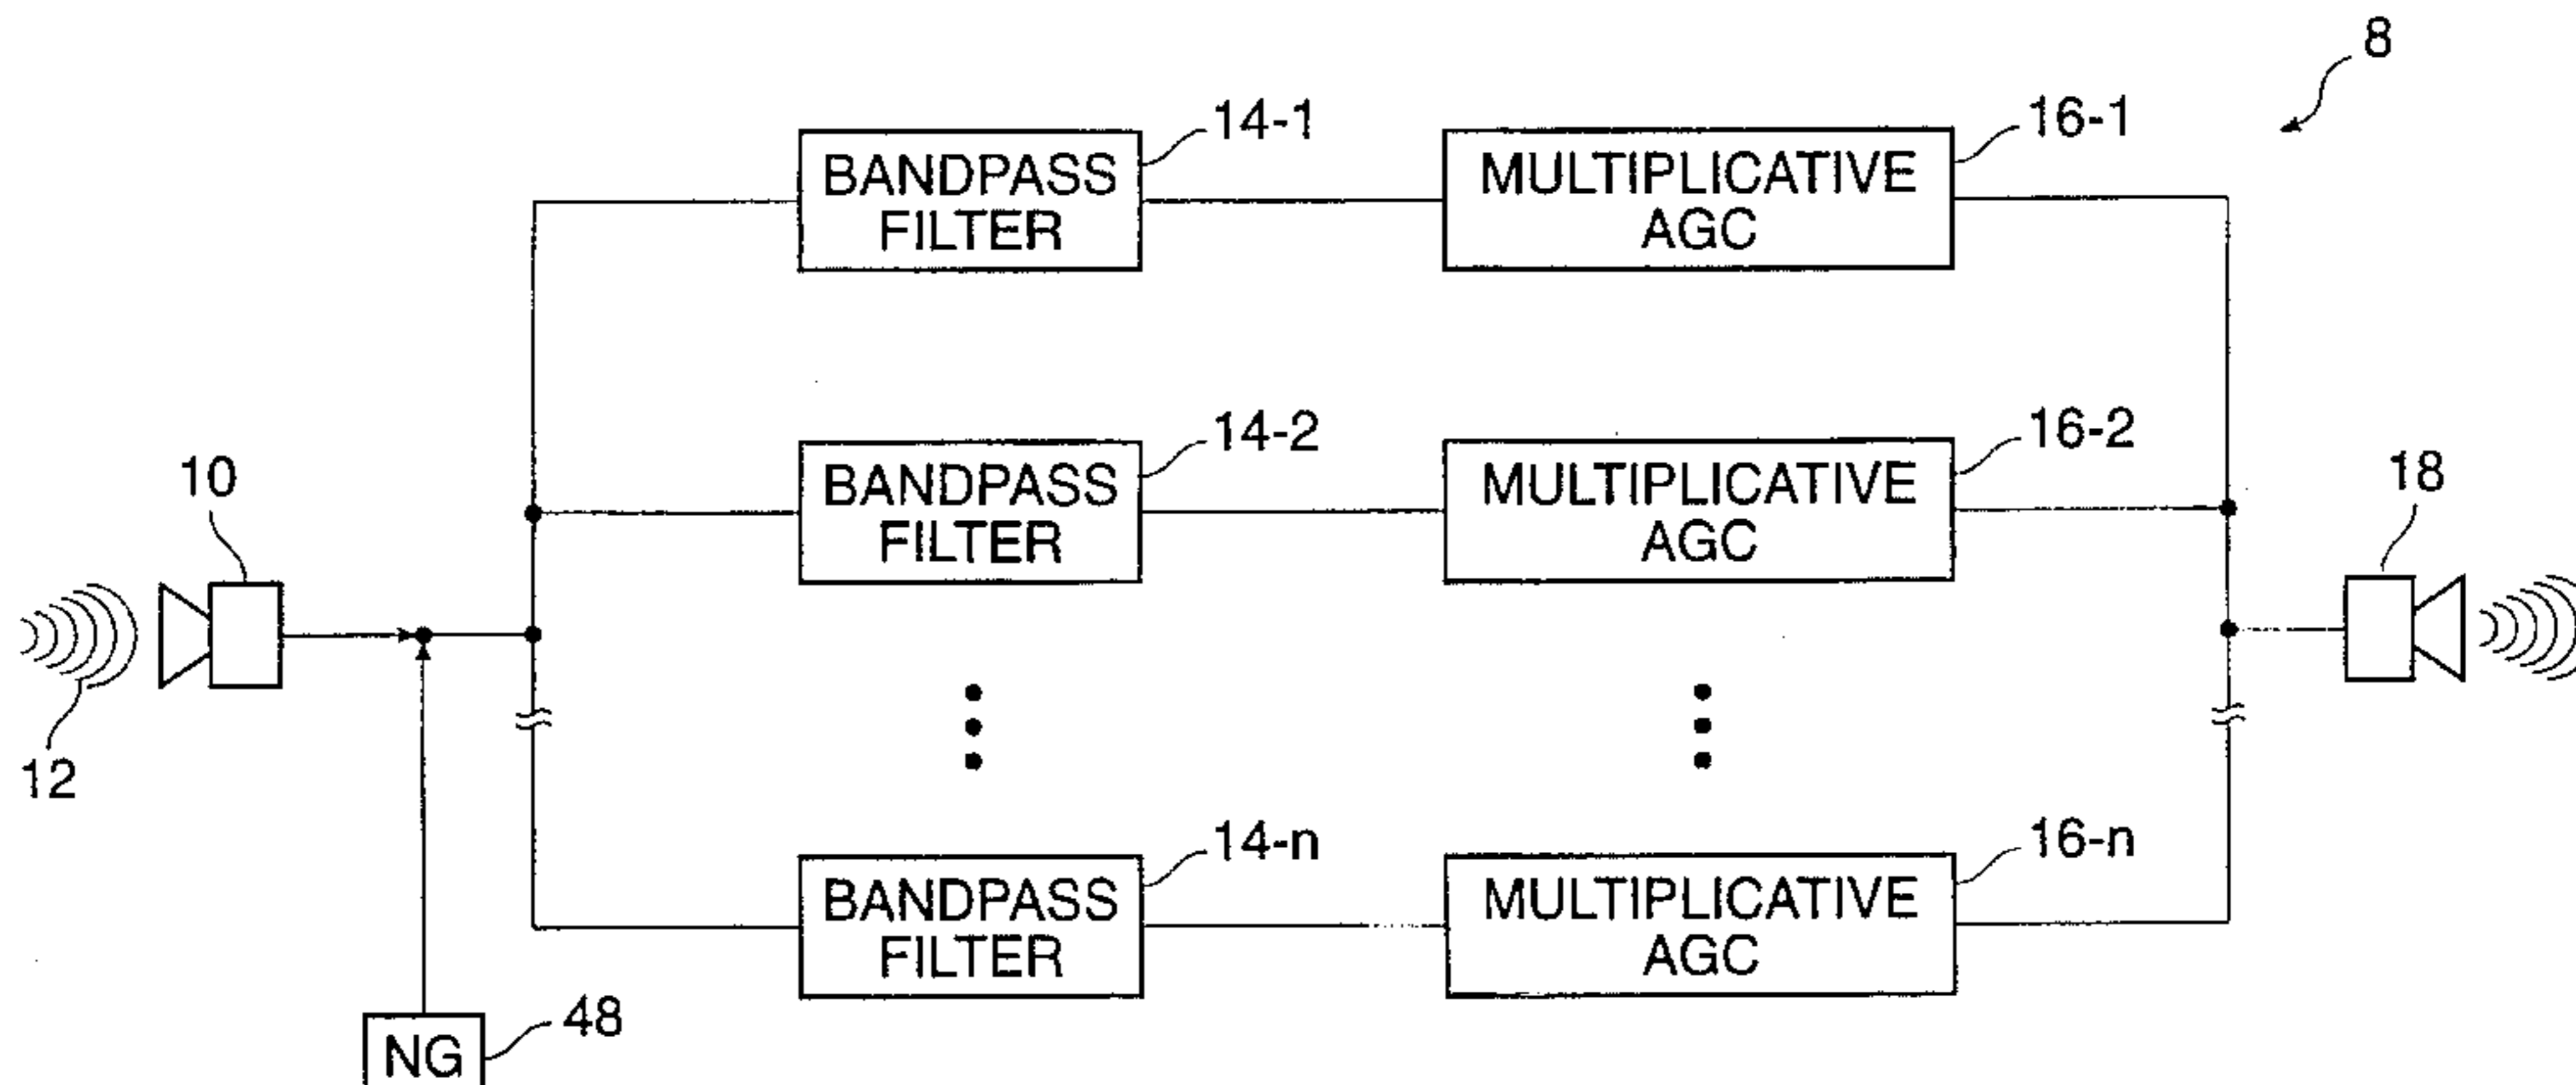 8
14-1
16-1
BANDPASS
FILTER
MULTIPLICATIVE
AGC
14-2
16-2
BANDPASS
FILTER
MULTIPLICATIVE
AGC
10
18
12
14-n
16-n
BANDPASS
FILTER
MULTIPLICATIVE
AGC
48
NG